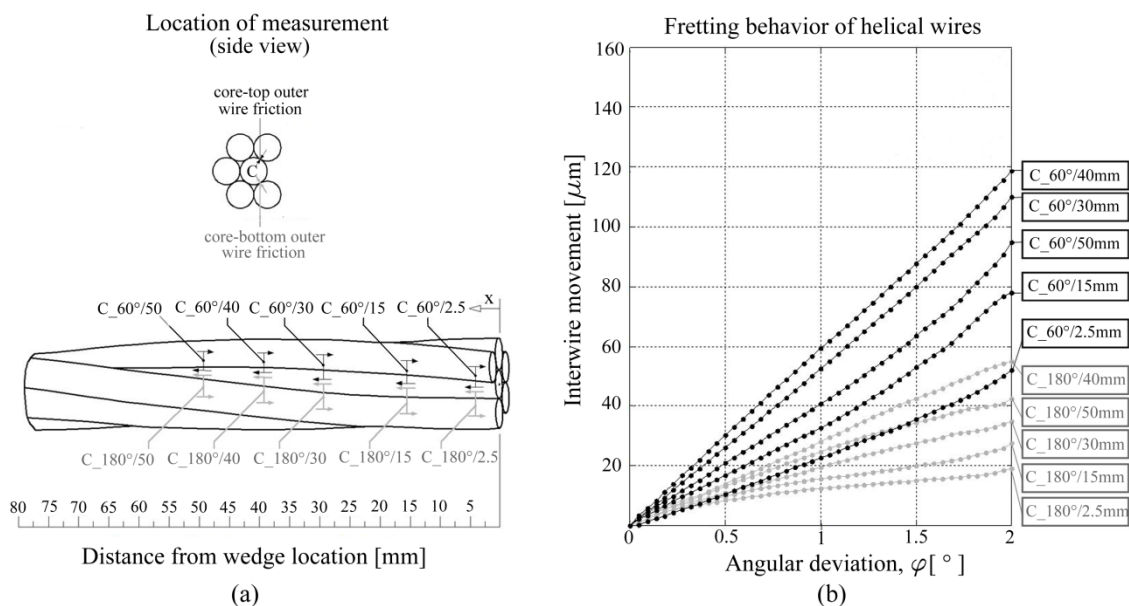 Location of measurement
(side view)
core-top outer
wire friction
C
core-bottom outer
wire friction
x
C_60°/50 C_60°/40 C_60°/30 C_60°/15 C_60°/2.5
C_180°/50 C_180°/40 C_180°/30 C_180°/15 C_180°/2.5
80 75 70 65 60 55 50 45 40 35 30 25 20 15 10 5
Distance from wedge location [mm]
(a)
Fretting behavior of helical wires
160
140
120
100
80
60
40
20
Interwire movement [μm]
0 0.5 1 1.5 2
Angular deviation, φ[ ° ]
C_60°/40mm
C_60°/30mm
C_60°/50mm
C_60°/15mm
C_60°/2.5mm
C_180°/40mm
C_180°/50mm
C_180°/30mm
C_180°/15mm
C_180°/2.5mm
(b)